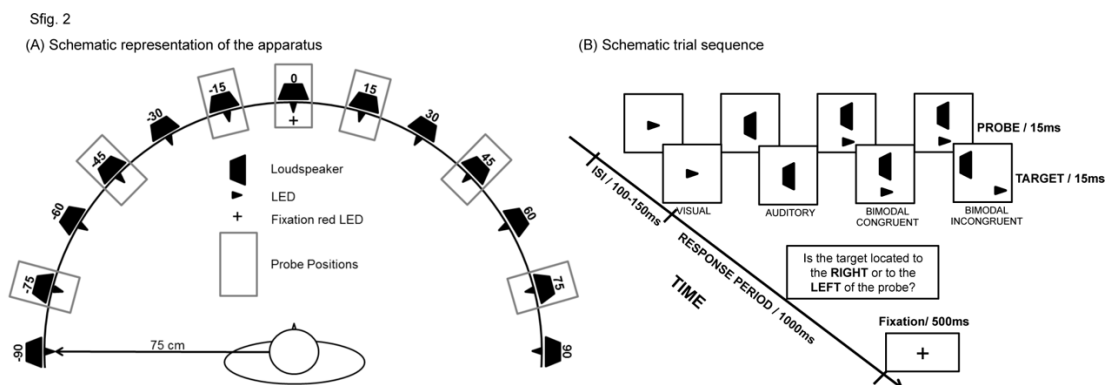 Sfig. 2
(A) Schematic representation of the apparatus
-90
-75
-60
-45
-30
-15
0
15
30
45
60
75
90
Loudspeaker
LED
+ Fixation red LED
Probe Positions
75 cm
(B) Schematic trial sequence
PROBE / 15ms
TARGET / 15ms
VISUAL
AUDITORY
BIMODAL
CONGRUENT
BIMODAL
INCONGRUENT
ISI / 100-150ms
RESPONSE PERIOD / 1000ms
TIME
Is the target located to
the RIGHT or to the
LEFT of the probe?
Fixation/ 500ms
+